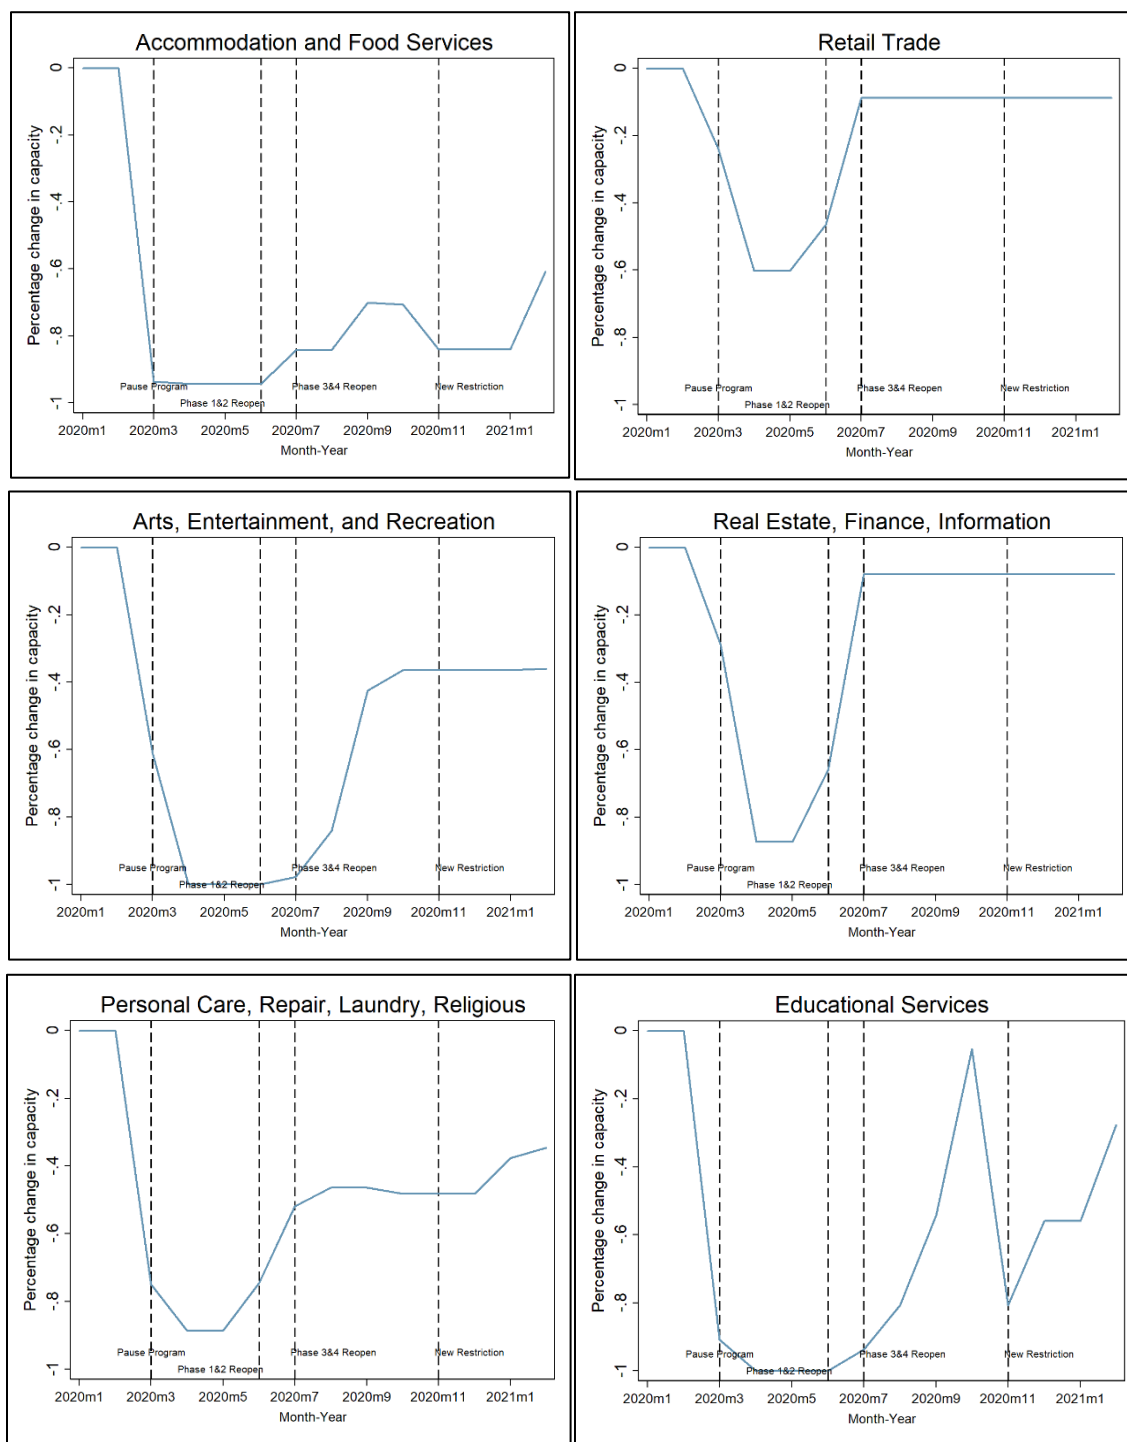 Accommodation and Food Services
Percentage change in capacity
0
-.2
-.4
-.6
-.8
-1
Pause Program
Phase 1&2 Reopen
Phase 3&4 Reopen
New Restriction
2020m1 2020m3 2020m5 2020m7 2020m9 2020m11 2021m1
Month-Year
Retail Trade
Percentage change in capacity
0
-.2
-.4
-.6
-.8
-1
Pause Program
Phase 1&2 Reopen
Phase 3&4 Reopen
New Restriction
2020m1 2020m3 2020m5 2020m7 2020m9 2020m11 2021m1
Month-Year
Arts, Entertainment, and Recreation
Percentage change in capacity
0
-.2
-.4
-.6
-.8
-1
Pause Program
Phase 1&2 Reopen
Phase 3&4 Reopen
New Restriction
2020m1 2020m3 2020m5 2020m7 2020m9 2020m11 2021m1
Month-Year
Real Estate, Finance, Information
Percentage change in capacity
0
-.2
-.4
-.6
-.8
-1
Pause Program
Phase 1&2 Reopen
Phase 3&4 Reopen
New Restriction
2020m1 2020m3 2020m5 2020m7 2020m9 2020m11 2021m1
Month-Year
Personal Care, Repair, Laundry, Religious
Percentage change in capacity
0
-.2
-.4
-.6
-.8
-1
Pause Program
Phase 1&2 Reopen
Phase 3&4 Reopen
New Restriction
2020m1 2020m3 2020m5 2020m7 2020m9 2020m11 2021m1
Month-Year
Educational Services
Percentage change in capacity
0
-.2
-.4
-.6
-.8
-1
Pause Program
Phase 1&2 Reopen
Phase 3&4 Reopen
New Restriction
2020m1 2020m3 2020m5 2020m7 2020m9 2020m11 2021m1
Month-Year